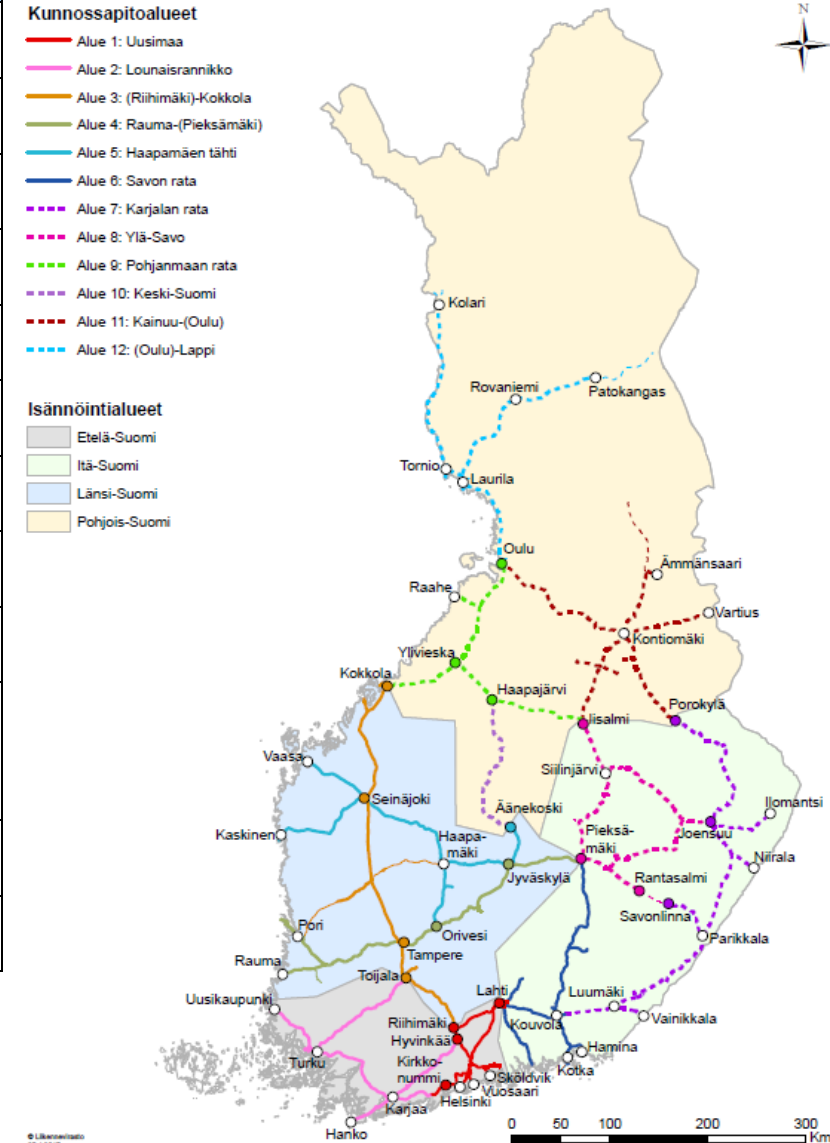 Kunnossapitoalueet
Alue 1: Uusimaa
Alue 2: Lounaisrannikko
Alue 3: (Riihimäki)-Kokkola
Alue 4: Rauma-(Pieksämäki)
Alue 5: Haapamäen tähti
Alue 6: Savon rata
Alue 7: Karjalan rata
Alue 8: Ylä-Savo
Alue 9: Pohjanmaan rata
Alue 10: Keski-Suomi
Alue 11: Kainuu-(Oulu)
Alue 12: (Oulu)-Lappi
Isännöintialueet
Etelä-Suomi
Itä-Suomi
Länsi-Suomi
Pohjois-Suomi
N
Kolari
Rovaniemi
Patokangas
Tornio
Laurila
Oulu
Ämmänsaari
Raahe
Vartius
Kontiomäki
Ylivieska
Kokkola
Haapajärvi
Porokylä
Iisalmi
Vaasa
Siilinjärvi
Seinäjoki
Ilomantsi
Äänekoski
Kaskinen
Haapa-
mäki
Pieksä-
mäki
Joensuu
Niirala
Jyväskylä
Rantasalmi
Savonlinna
Pori
Orivesi
Parikkala
Tampere
Rauma
Toijala
Uusikaupunki
Lahti
Luumäki
Riihimäki
Kouvola
Vainikkala
Hyvinkää
Turku
Kirkko-
nummi
Sköldvik
Hamina
Vuosaari
Kotka
Helsinki
Karjaa
Hanko
0 50 100 200 300
Km
© Liikennevirasto